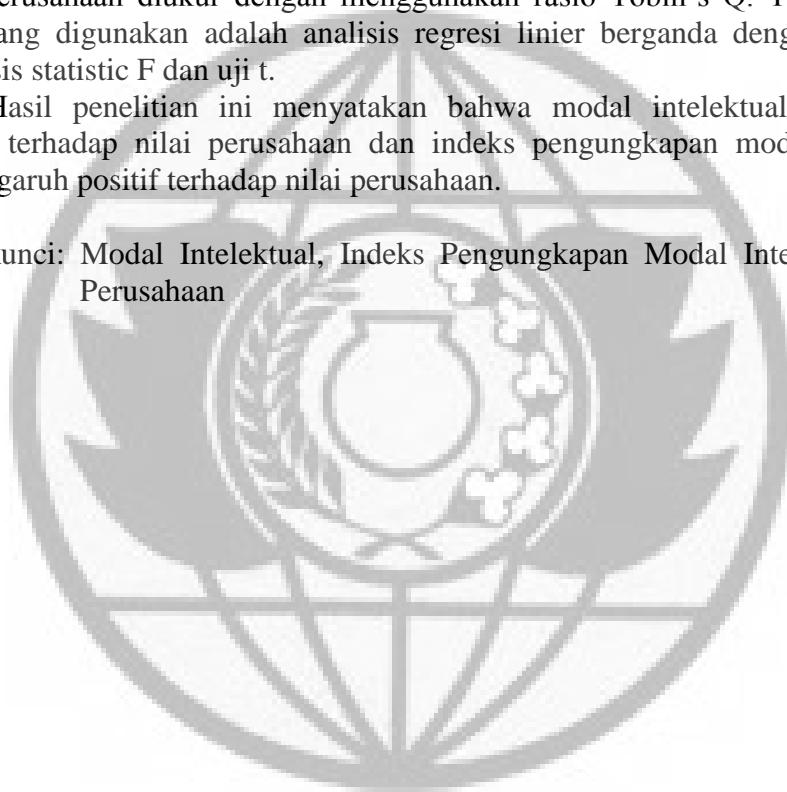 erusahaan diukur dengan menggunakan rasio Tobin's Q. T
ang digunakan adalah analisis regresi linier berganda deng
is statistic F dan uji t.
Hasil penelitian ini menyatakan bahwa modal intelektual
terhadap nilai perusahaan dan indeks pengungkapan mod
garuh positif terhadap nilai perusahaan.
unci: Modal Intelektual, Indeks Pengungkapan Modal Inte
Perusahaan